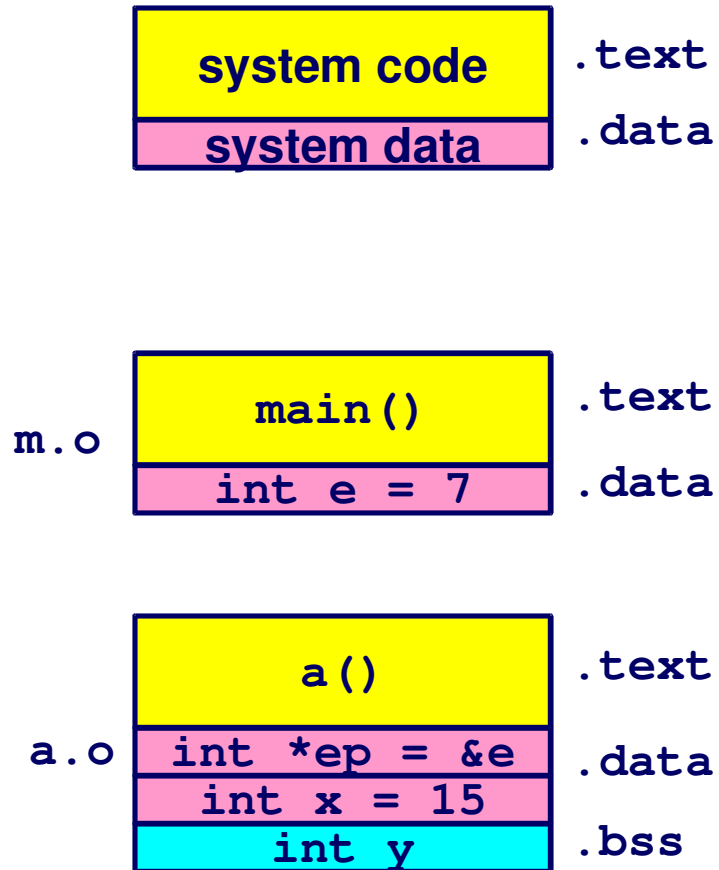 system code .text
system data .data
m.o
main() .text
int e = 7 .data
a.o
a() .text
int *ep = &e .data
int x = 15
int y .bss